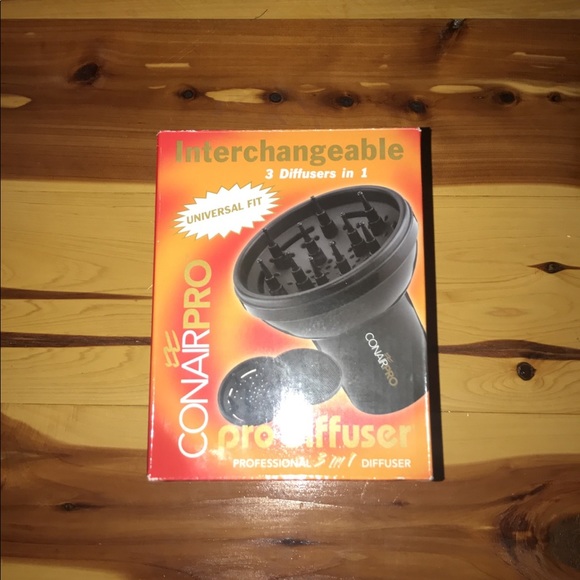 Interchangeable
3 Diffusers in 1
UNIVERSAL FIT
CONAIRPRO
CONAIRPRO
pro diffuser
PROFESSIONAL 3 in 1 DIFFUSER